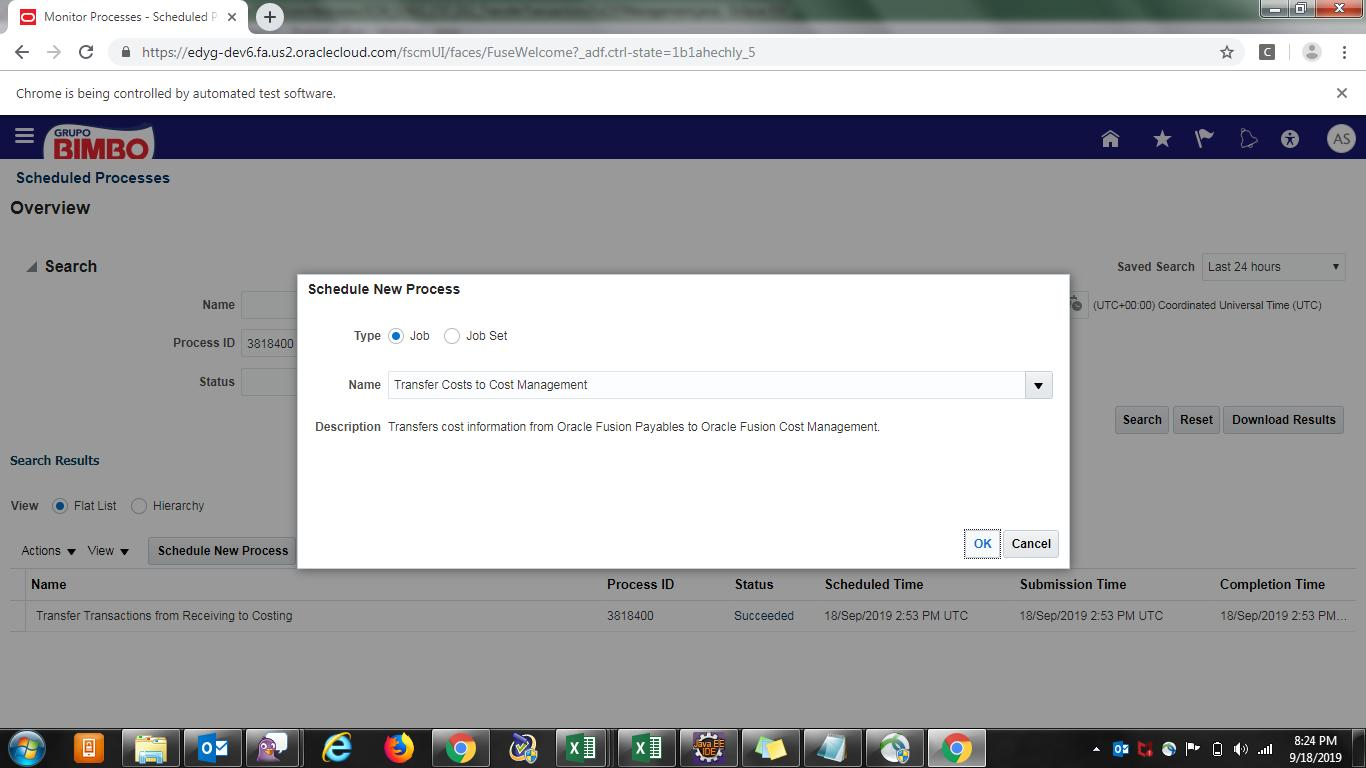 Monitor Processes - Scheduled P
https://edyg-dev6.fa.us2.oraclecloud.com/fscmUI/faces/FuseWelcome?_adf.ctrl-state=1b1ahechly_5
C
Chrome is being controlled by automated test software.
GRUPO
BIMBO
AS
Scheduled Processes
Overview
Search
Saved Search Last 24 hours
Name
(UTC+00:00) Coordinated Universal Time (UTC)
Process ID 3818400
Status
Search Reset Download Results
Schedule New Process
Type Job Job Set
Name Transfer Costs to Cost Management
Description Transfers cost information from Oracle Fusion Payables to Oracle Fusion Cost Management.
OK Cancel
Search Results
View Flat List Hierarchy
Actions View Schedule New Process
Name Process ID Status Scheduled Time Submission Time Completion Time
Transfer Transactions from Receiving to Costing 3818400 Succeeded 18/Sep/2019 2:53 PM UTC 18/Sep/2019 2:53 PM UTC 18/Sep/2019 2:53 PM...
Java EE
IDE
8:24 PM
9/18/2019